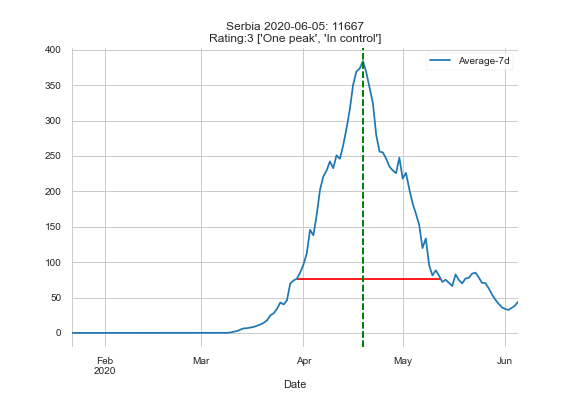 Serbia 2020-06-05: 11667
Rating:3 ['One peak', 'In control']
Average-7d
400
350
300
250
200
150
100
50
0
Feb
2020
Mar
Apr
May
Jun
Date